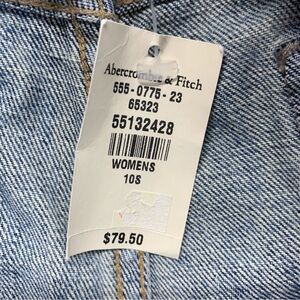 Abercrombie & Fitch
555-0775-23
65323
55132428
WOMENS
10S
$79.50